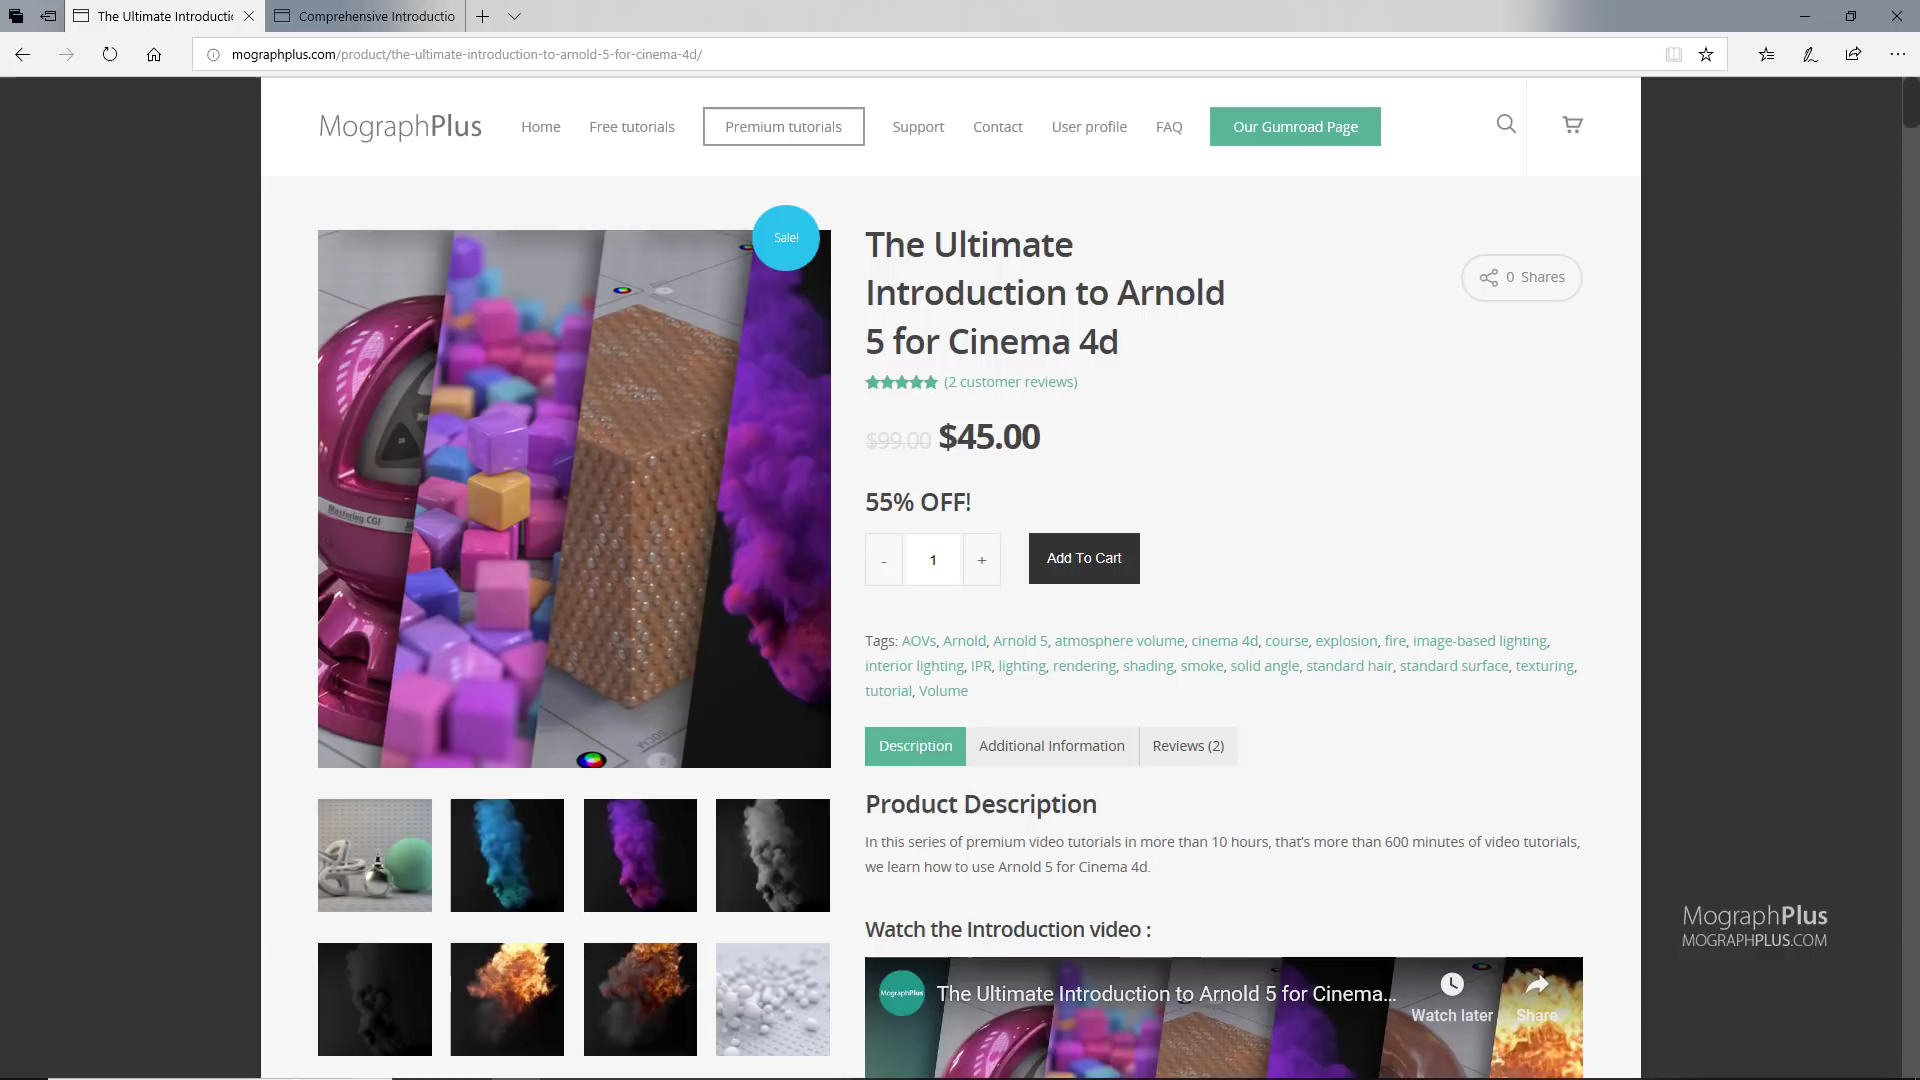 The Ultimate Introductic
Comprehensive Introductio
mographplus.com/product/the-ultimate-introduction-to-arnold-5-for-cinema-4d/
MographPlus
Home
Free tutorials
Premium tutorials
Support
Contact
User profile
FAQ
Our Gumroad Page
Sale!
The Ultimate
Introduction to Arnold
5 for Cinema 4d
0 Shares
(2 customer reviews)
$99.00 $45.00
55% OFF!
- 1 +
Add To Cart
Mastering CGI
50CM
Tags: AOVs, Arnold, Arnold 5, atmosphere volume, cinema 4d, course, explosion, fire, image-based lighting,
interior lighting, IPR, lighting, rendering, shading, smoke, solid angle, standard hair, standard surface, texturing,
tutorial, Volume
Description
Additional Information
Reviews (2)
Product Description
In this series of premium video tutorials in more than 10 hours, that's more than 600 minutes of video tutorials,
we learn how to use Arnold 5 for Cinema 4d.
Watch the Introduction video :
MographPlus
The Ultimate Introduction to Arnold 5 for Cinema...
Watch later
Share
MographPlus
MOGRAPHPLUS.COM